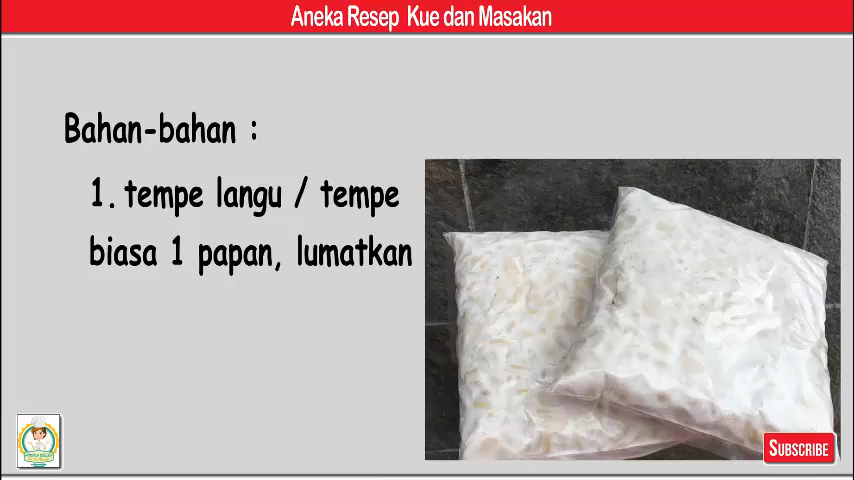 Aneka Resep Kue dan Masakan
Bahan-bahan :
1. tempe langu / tempe
biasa 1 papan, lumatkan
SUBSCRIBE